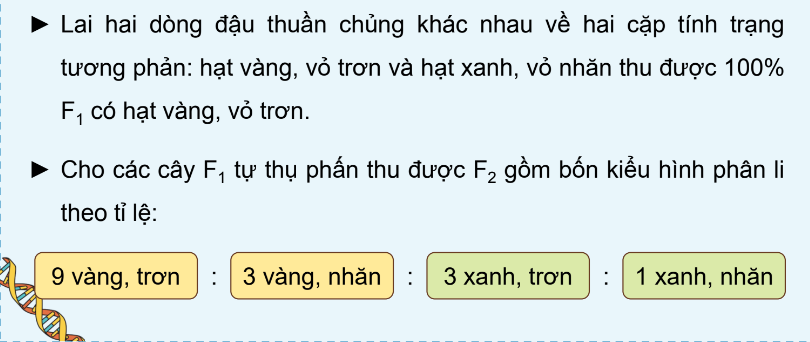 ► Lai hai dòng đậu thuần chủng khác nhau về hai cặp tính trạng
tương phản: hạt vàng, vỏ trơn và hạt xanh, vỏ nhăn thu được 100%
F₁ có hạt vàng, vỏ trơn.
► Cho các cây F₁ tự thụ phấn thu được F₂ gồm bốn kiểu hình phân li
theo tỉ lệ:
9 vàng, trơn : 3 vàng, nhăn : 3 xanh, trơn : 1 xanh, nhăn